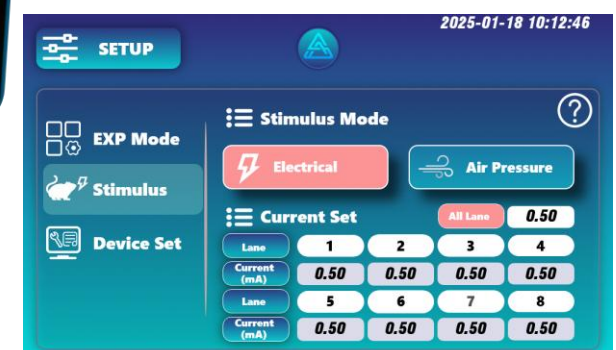 2025-01-18 10:12:46
SETUP
EXP Mode
Stimulus
Device Set
Stimulus Mode
?
Electrical
Air Pressure
Current Set
All Lane
0.50
Lane 1 2 3 4
Current (mA) 0.50 0.50 0.50 0.50
Lane 5 6 7 8
Current (mA) 0.50 0.50 0.50 0.50